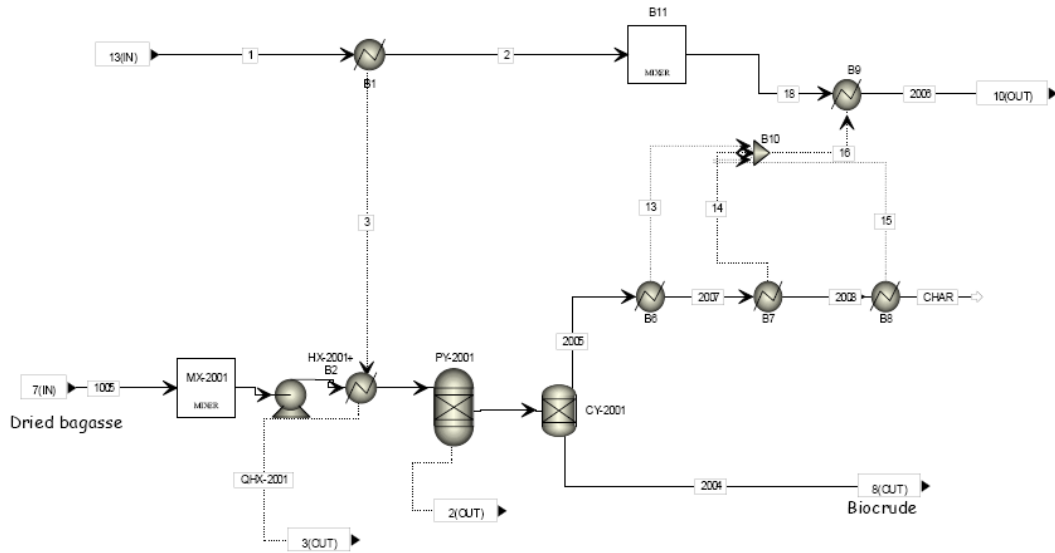 B11
13(IN)
1
2
MIXER
B1
B9
18
2006
10(OUT)
B10
16
13
14
15
3
2007
2008
CHAR
B6
B7
B8
2005
HX-2001+
B2
PY-2001
7(IN)
1005
MX-2001
MIXER
CY-2001
Dried bagasse
QHX-2001
2004
8(OUT)
Biocrude
2(OUT)
3(OUT)